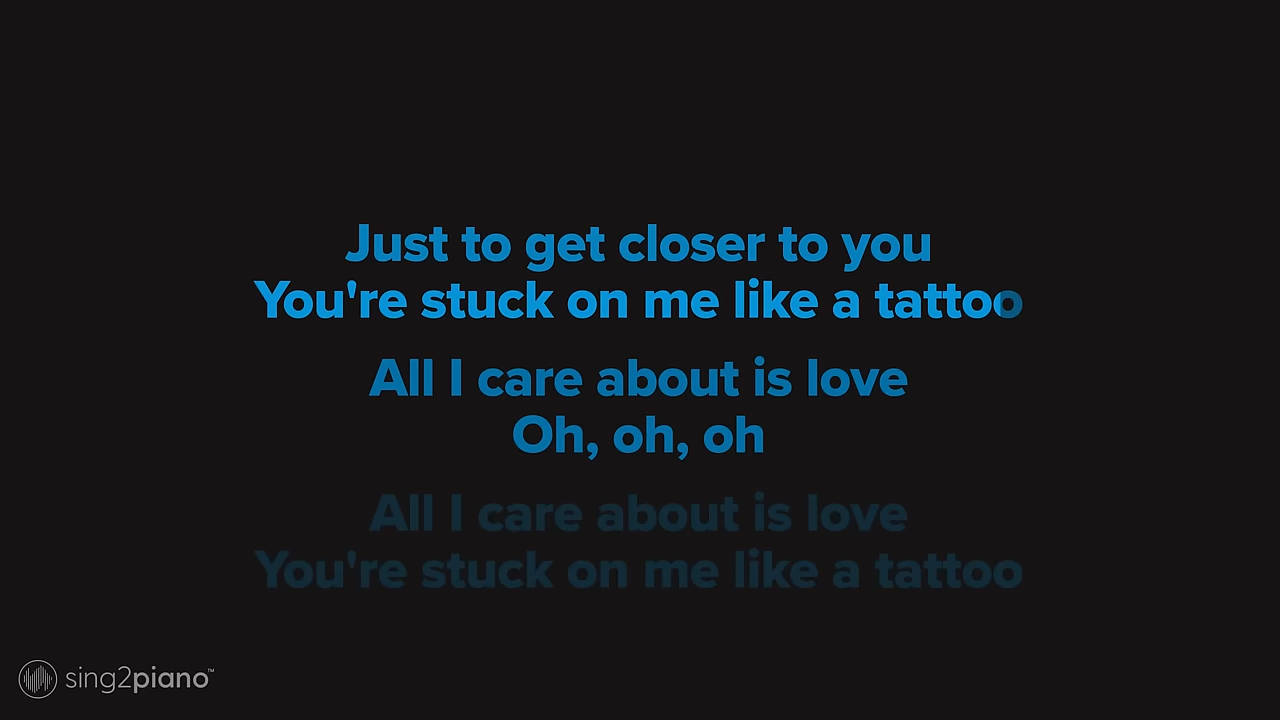 Just to get closer to you
You're stuck on me like a tattoo
All I care about is love
Oh, oh, oh
All I care about is love
You're stuck on me like a tattoo
sing2piano™